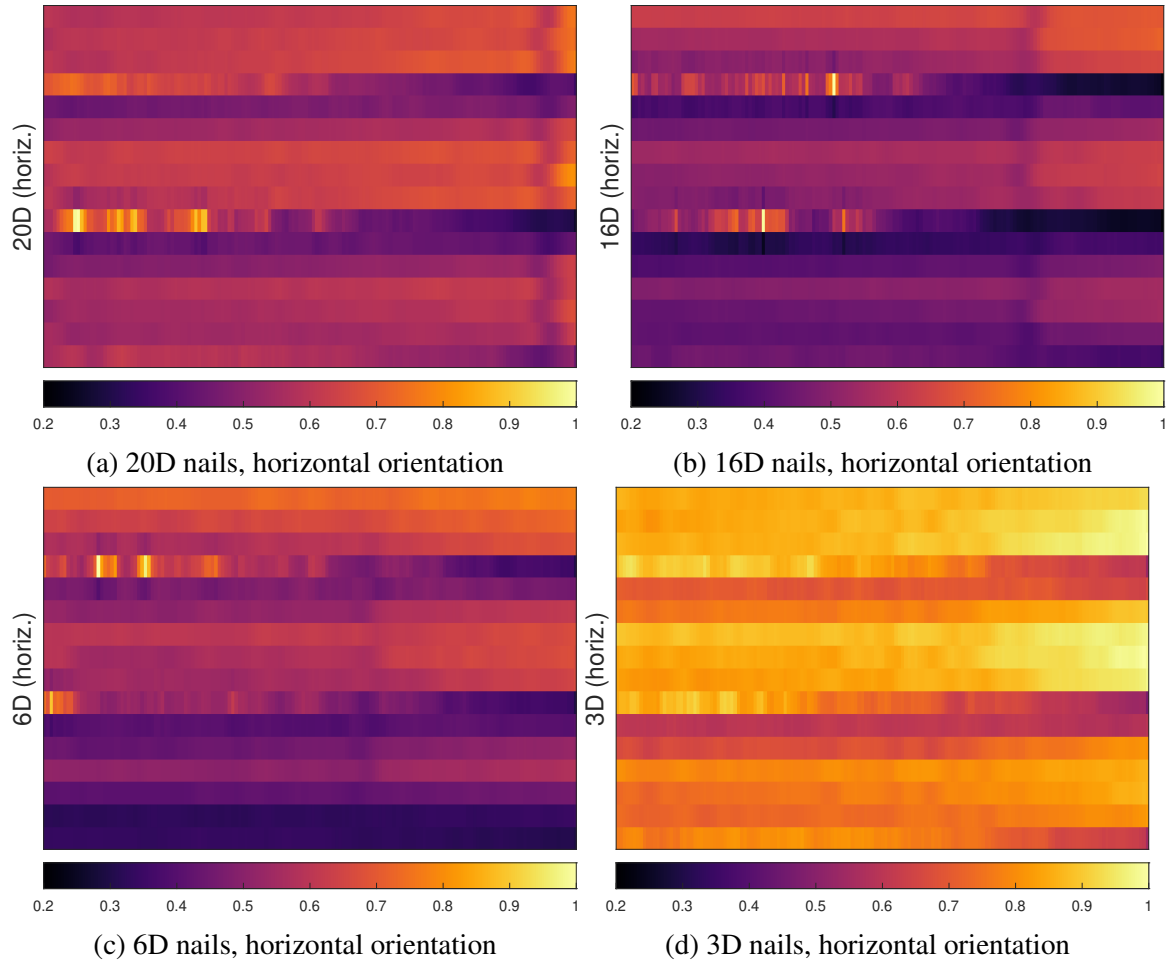 20D (horiz.)
0.2 0.3 0.4 0.5 0.6 0.7 0.8 0.9 1
(a) 20D nails, horizontal orientation
16D (horiz.)
0.2 0.3 0.4 0.5 0.6 0.7 0.8 0.9 1
(b) 16D nails, horizontal orientation
6D (horiz.)
0.2 0.3 0.4 0.5 0.6 0.7 0.8 0.9 1
(c) 6D nails, horizontal orientation
3D (horiz.)
0.2 0.3 0.4 0.5 0.6 0.7 0.8 0.9 1
(d) 3D nails, horizontal orientation